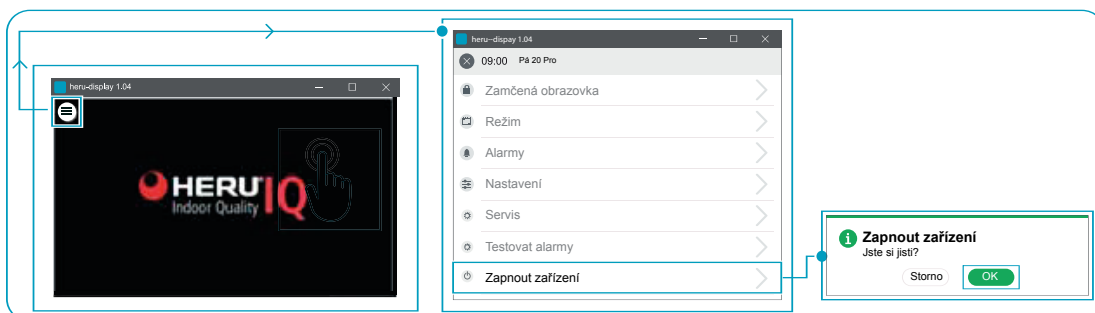 heru-display 1.04
HERU IQ
Indoor Quality
heru--dispay 1.04
09:00 Pá 20 Pro
Zamčená obrazovka
Režim
Alarmy
Nastavení
Servis
Testovat alarmy
Zapnout zařízení
Zapnout zařízení
Jste si jisti?
Storno OK